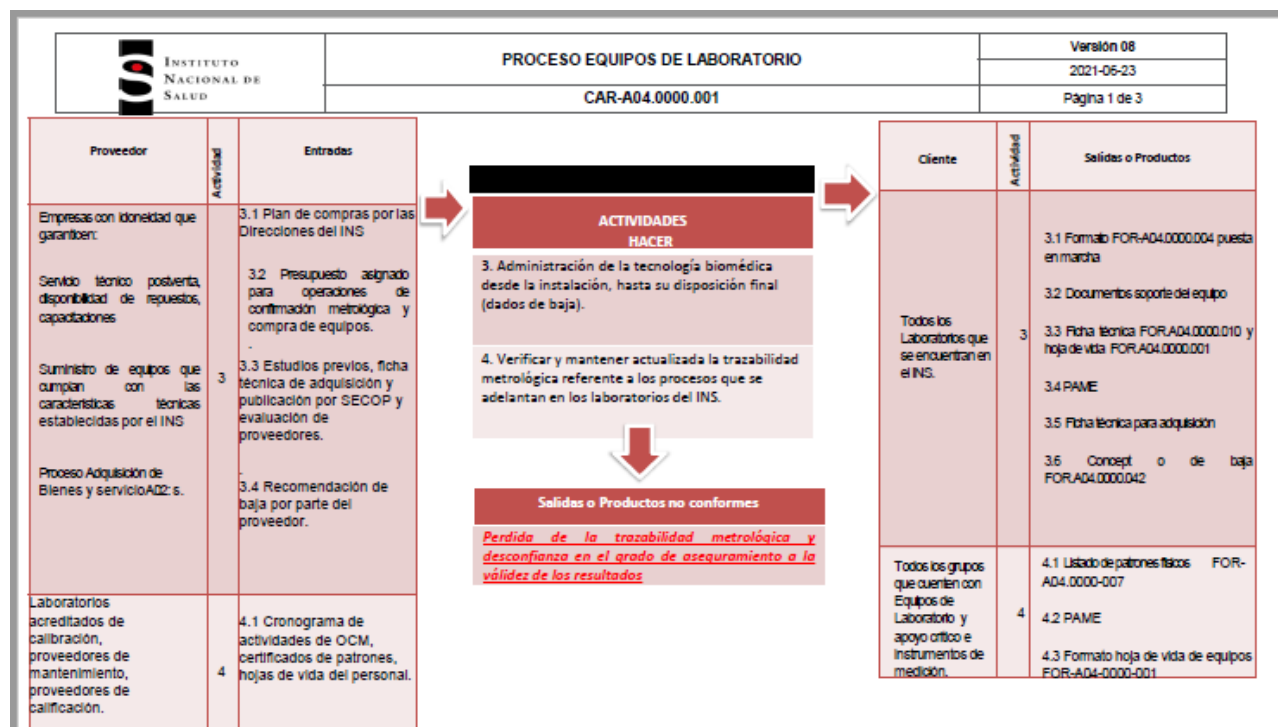 INSTITUTO
NACIONAL DE
SALUD
PROCESO EQUIPOS DE LABORATORIO
CAR-A04.0000.001
Versión 08
2021-06-23
Página 1 de 3
Proveedor
Actividad
Entradas
Empresas con idoneidad que
garanticen:
Servicio técnico postventa,
disponibilidad de repuestos,
capacitaciones
Suministro de equipos que
cumplan con las
características técnicas
establecidas por el INS
Proceso Adquisición de
Bienes y servicioA02: s.
3
3.1 Plan de compras por las
Direcciones del INS
3.2 Presupuesto asignado
para operaciones de
confirmación metrológica y
compra de equipos.
.
3.3 Estudios previos, ficha
técnica de adquisición y
publicación por SECOP y
evaluación de
proveedores.
.
3.4 Recomendación de
baja por parte del
proveedor.
Laboratorios
acreditados de
calibración,
proveedores de
mantenimiento,
proveedores de
calificación.
4
4.1 Cronograma de
actividades de OCM,
certificados de patrones,
hojas de vida del personal.
ACTIVIDADES
HACER
3. Administración de la tecnología biomédica
desde la instalación, hasta su disposición final
(dados de baja).
4. Verificar y mantener actualizada la trazabilidad
metrológica referente a los procesos que se
adelantan en los laboratorios del INS.
Salidas o Productos no conformes
Perdida de la trazabilidad metrológica y
desconfianza en el grado de aseguramiento a la
válidez de los resultados
Cliente
Actividad
Salidas o Productos
Todos los
Laboratorios que
se encuentran en
el INS.
3
3.1 Formato FOR-A04.0000.004 puesta
en marcha
3.2 Documentos soporte del equipo
3.3 Ficha técnica FOR.A04.0000.010 y
hoja de vida FOR.A04.0000.001
3.4 PAME
3.5 Ficha técnica para adquisición
3.6 Concept o de baja
FOR.A04.0000.042
Todos los grupos
que cuenten con
Equipos de
Laboratorio y
apoyo crítico e
instrumentos de
medición.
4
4.1 Listado de patrones físicos FOR-
A04.0000-007
4.2 PAME
4.3 Formato hoja de vida de equipos
FOR-A04-0000-001